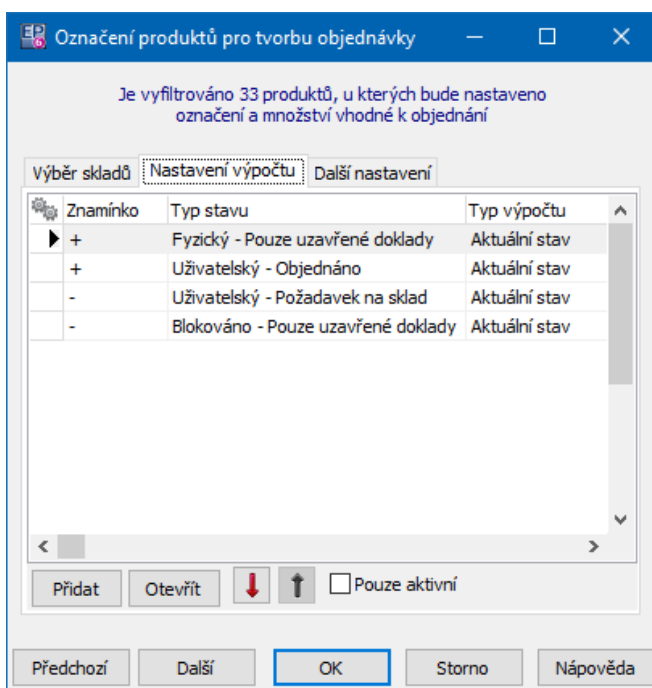 Označení produktů pro tvorbu objednávky
Je vyfiltrováno 33 produktů, u kterých bude nastaveno
označení a množství vhodné k objednání
Výběr skladů Nastavení výpočtu Další nastavení
Znamínko Typ stavu Typ výpočtu
+ Fyzický - Pouze uzavřené doklady Aktuální stav
+ Uživatelský - Objednáno Aktuální stav
- Uživatelský - Požadavek na sklad Aktuální stav
- Blokováno - Pouze uzavřené doklady Aktuální stav
Přidat Otevřít Pouze aktivní
Předchozí Další OK Storno Nápověda